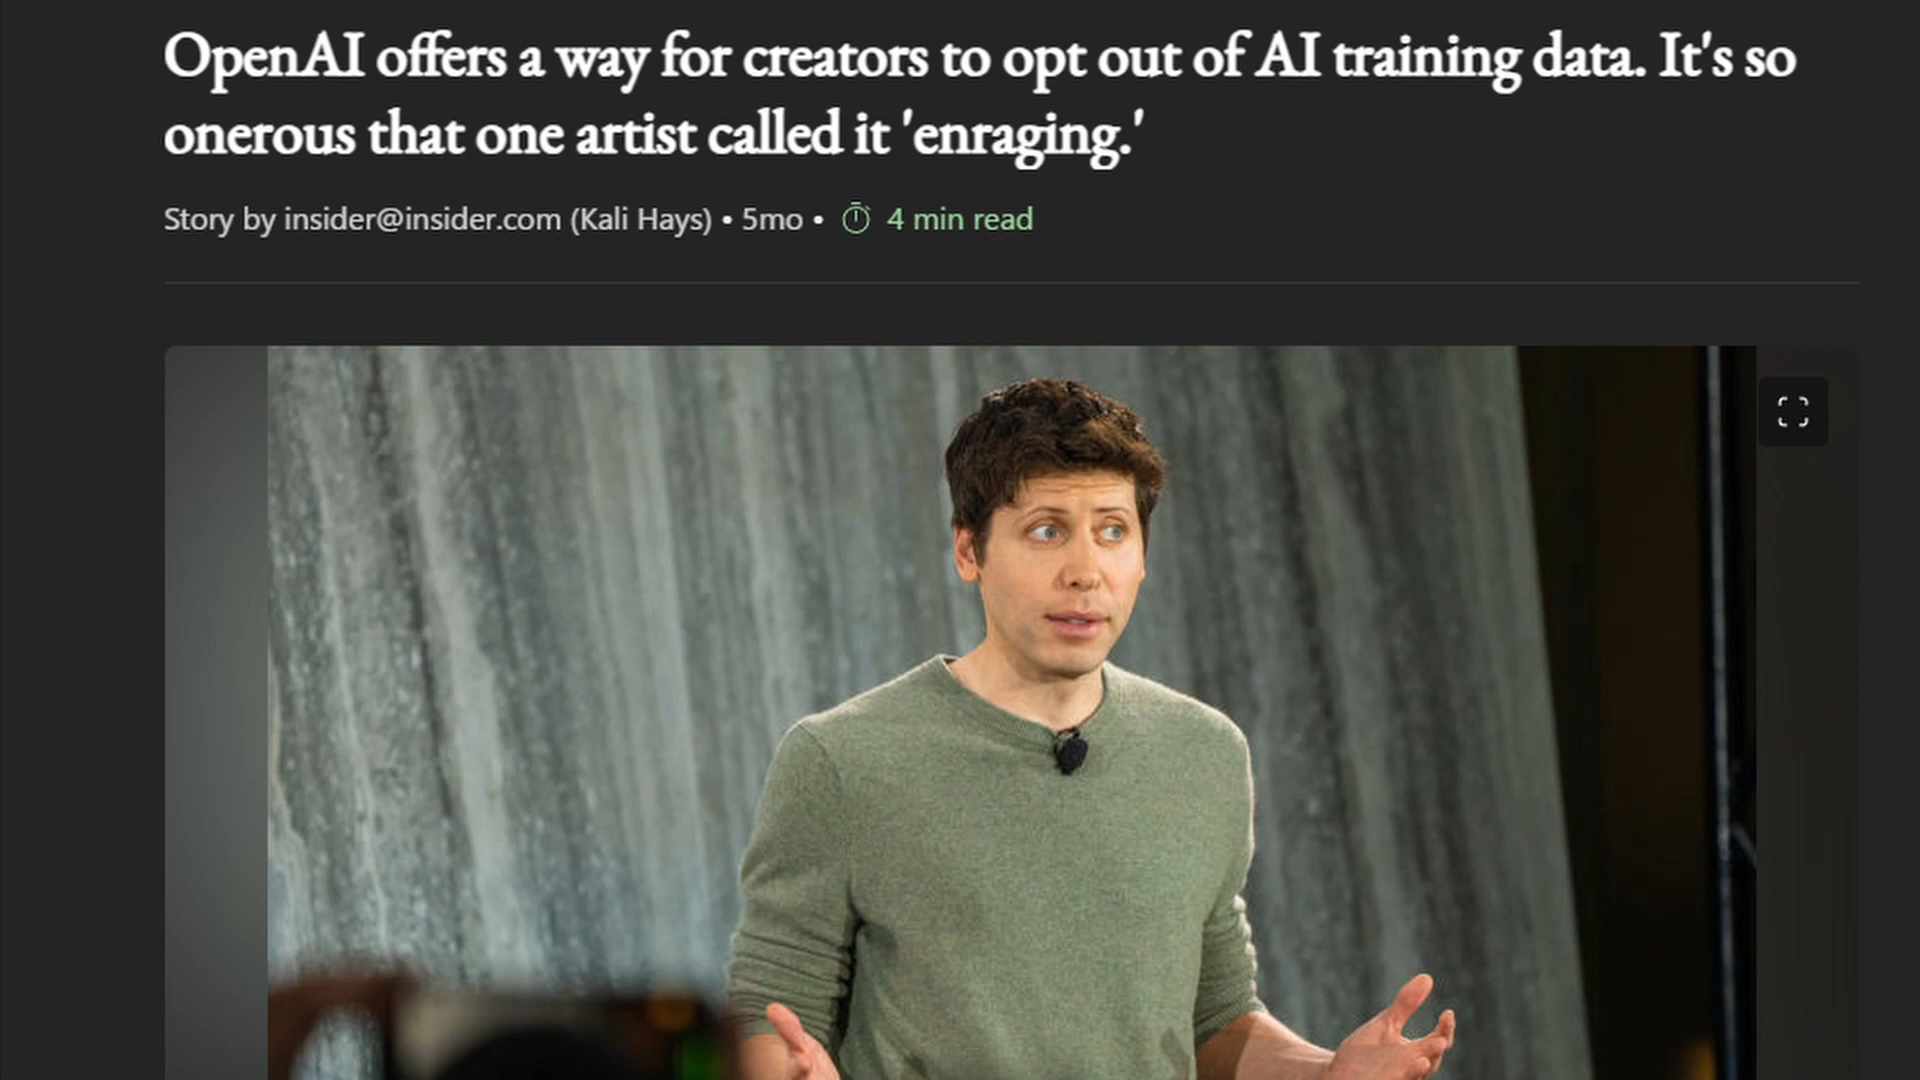 OpenAI offers a way for creators to opt out of AI training data. It's so
onerous that one artist called it 'enraging.'
Story by insider@insider.com (Kali Hays) • 5mo • 4 min read